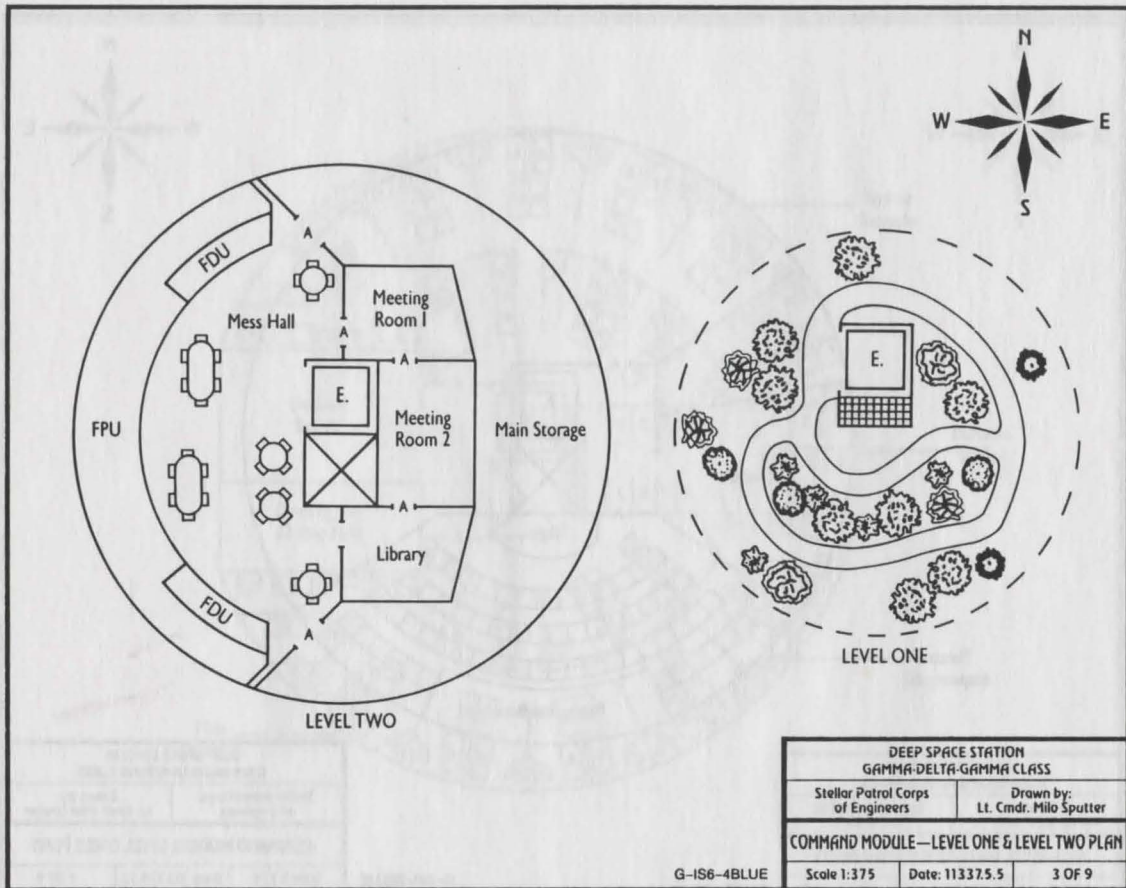 N
W E
S
FDU
A
Mess Hall
Meeting
Room 1
A
A
E.
Meeting
Room 2
FPU
Main Storage
A
Library
FDU
A
LEVEL TWO
E.
LEVEL ONE
DEEP SPACE STATION
GAMMA-DELTA-GAMMA CLASS
Stellar Patrol Corps
of Engineers
Drawn by:
Lt. Cmdr. Milo Sputter
COMMAND MODULE—LEVEL ONE & LEVEL TWO PLAN
Scale 1:375
Date: 11337.5.5
3 OF 9
G-IS6-4BLUE